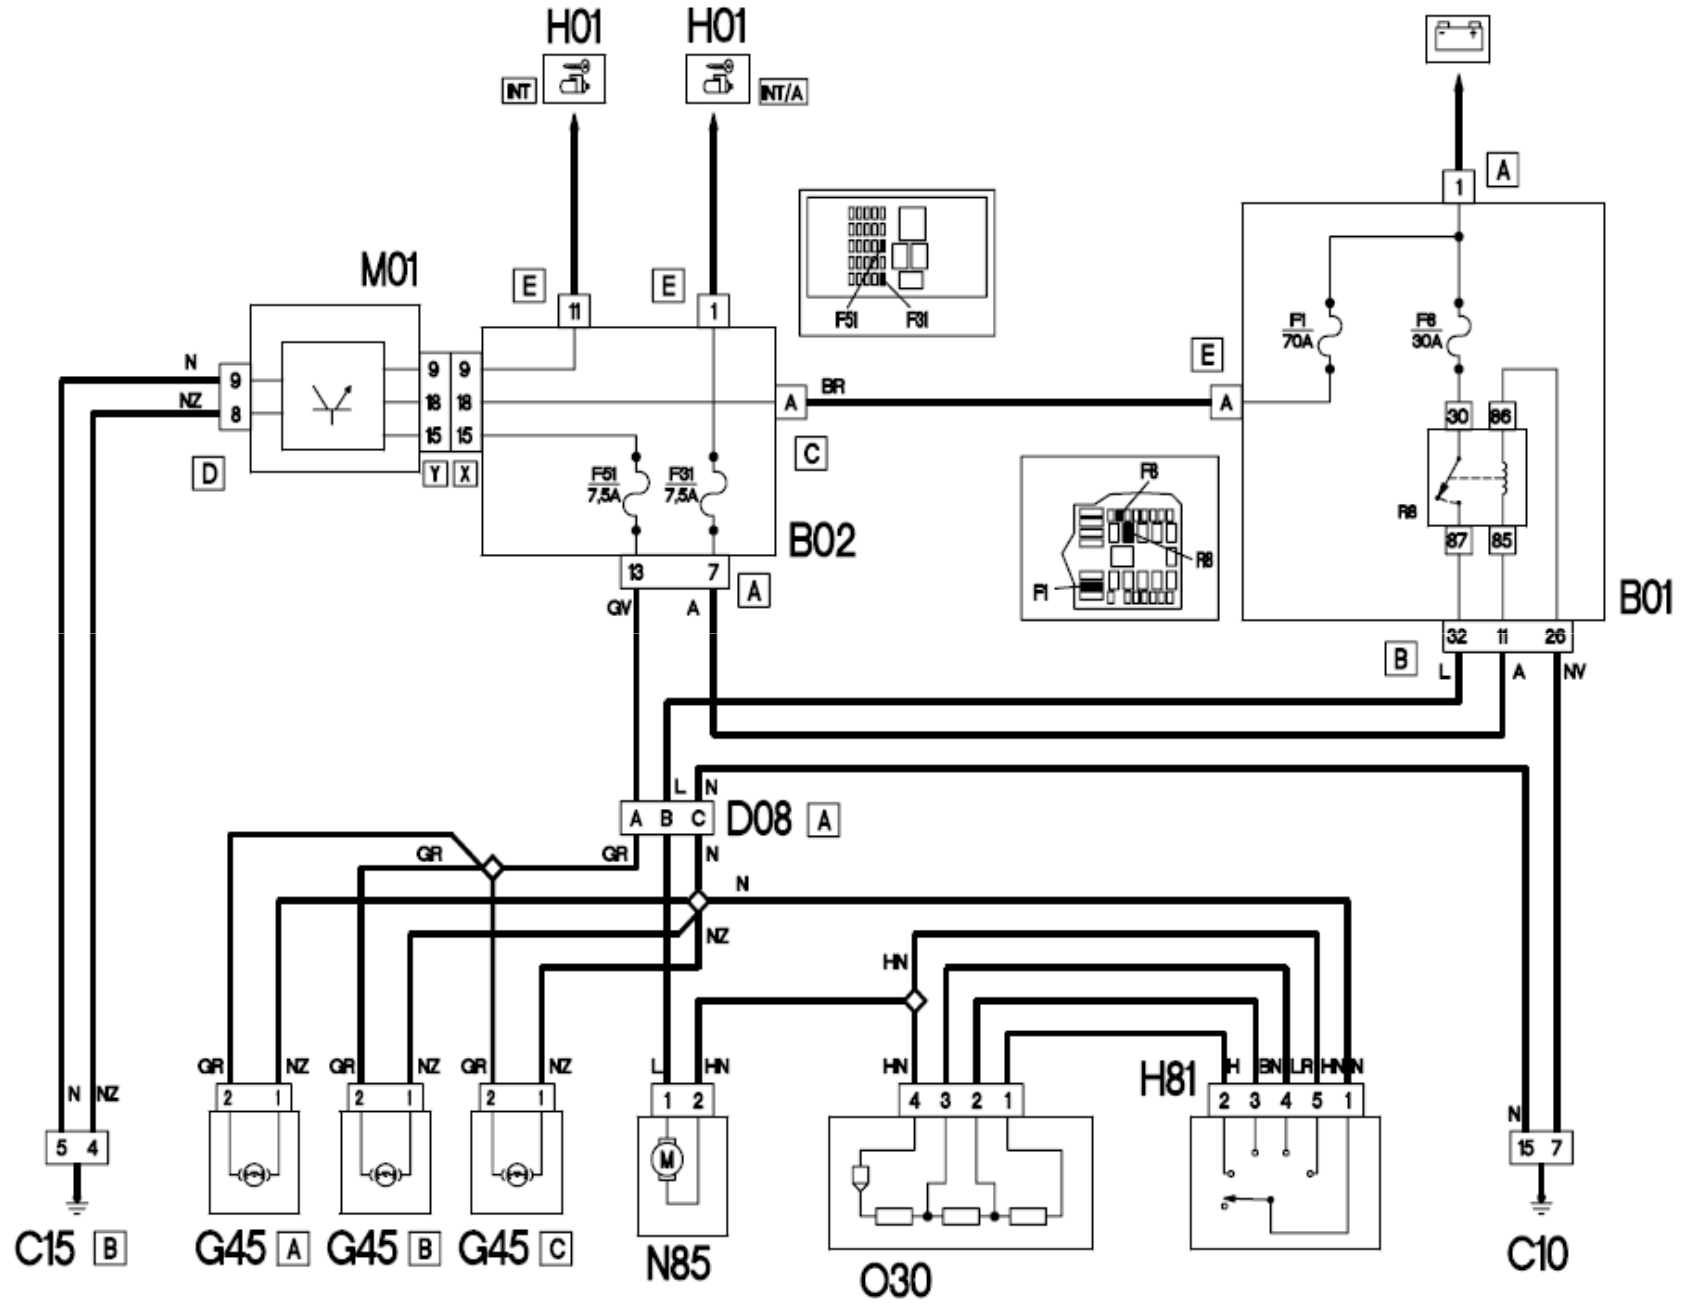 H01 H01
- +
INT INT/A
1 A
M01
E E
11 1
F51 F31
F1
70A
F6
30A
E
N 9
NZ 8
9 9
18 18
15 15
A BR A
30 86
D
Y X
C
F51
7,5A
F31
7,5A
F6
R8
R8
F1
87 85
B02
13 7 A
GV A
B01
32 11 26
B L A NV
L N
A B C D08 A
GR GR N
N
NZ
HN
GR NZ GR NZ GR NZ L HN HN H BN LR HN N
H81
N NZ
2 1 2 1 2 1 1 2 4 3 2 1 2 3 4 5 1
N
5 4
M
15 7
C15 B G45 A G45 B G45 C N85 O30 C10